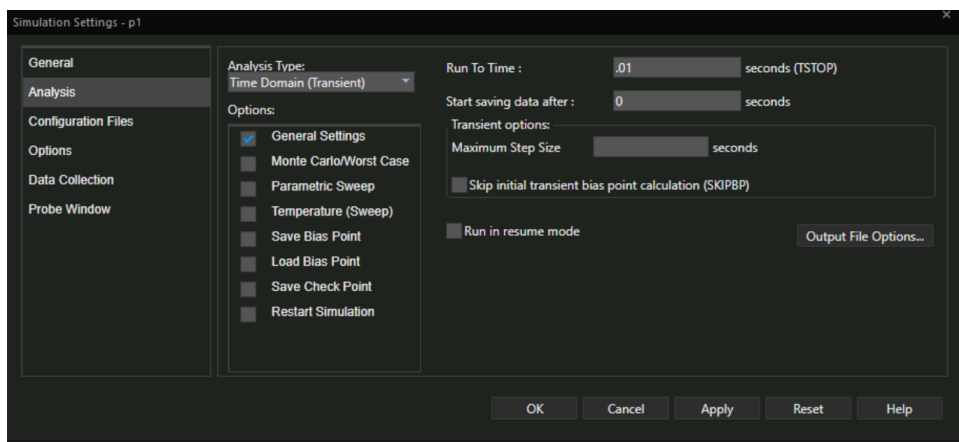 Simulation Settings - p1
General
Analysis
Configuration Files
Options
Data Collection
Probe Window
Analysis Type:
Time Domain (Transient)
Options:
General Settings
Monte Carlo/Worst Case
Parametric Sweep
Temperature (Sweep)
Save Bias Point
Load Bias Point
Save Check Point
Restart Simulation
Run To Time : .01 seconds (TSTOP)
Start saving data after : 0 seconds
Transient options:
Maximum Step Size seconds
Skip initial transient bias point calculation (SKIPBP)
Run in resume mode
Output File Options...
OK Cancel Apply Reset Help